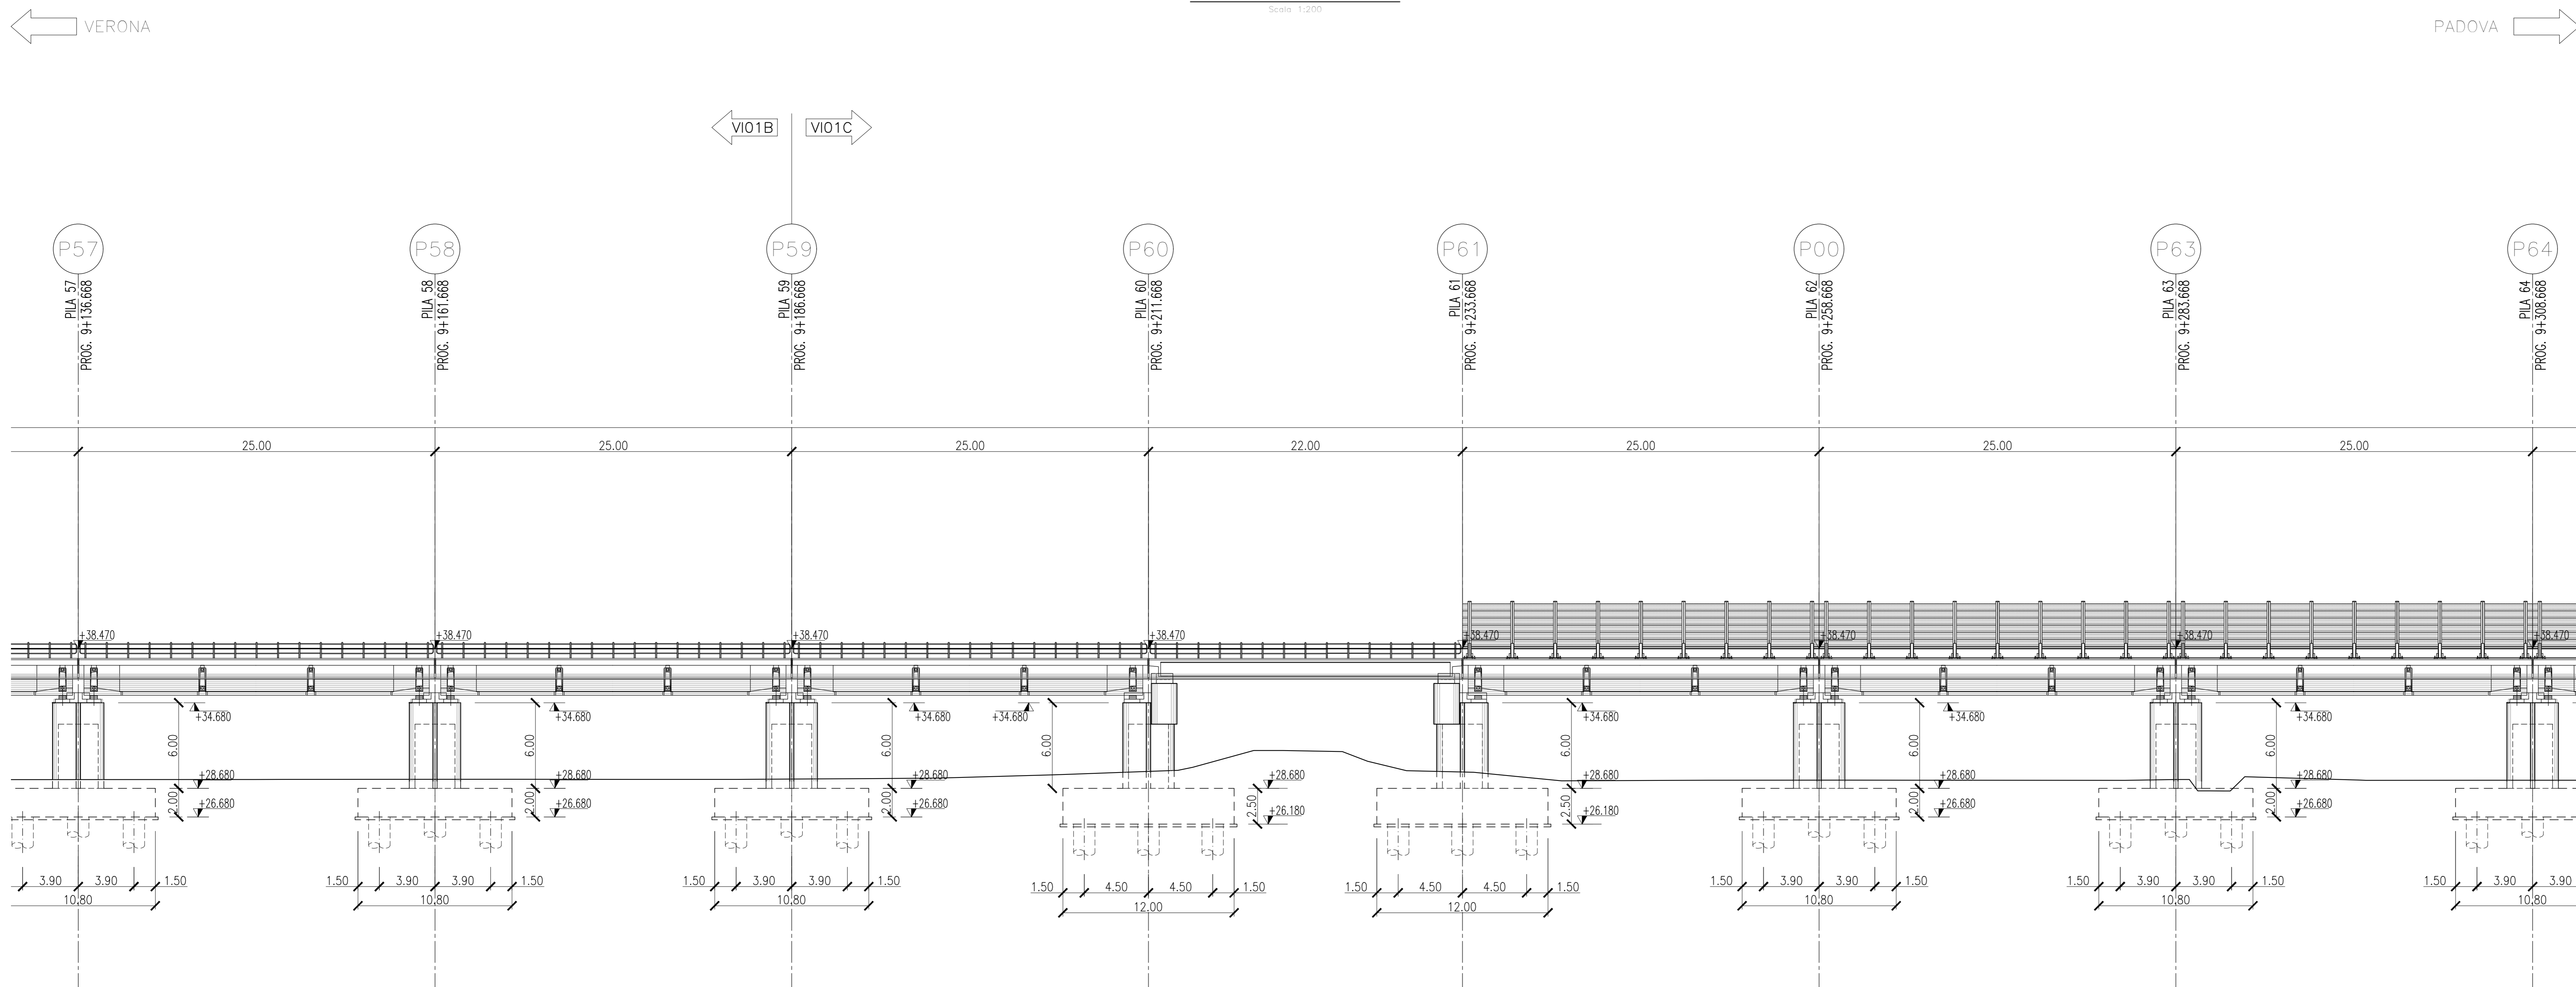 Scala 1:200
VERONA
PADOVA
VI01B
VI01C
P57
P58
P59
P60
P61
P00
P63
P64
PILA 57
PROG. 9+136.668
PILA 58
PROG. 9+161.668
PILA 59
PROG. 9+186.668
PILA 60
PROG. 9+211.668
PILA 61
PROG. 9+233.668
PILA 62
PROG. 9+258.668
PILA 63
PROG. 9+283.668
PILA 64
PROG. 9+308.668
25.00 25.00 25.00 22.00 25.00 25.00 25.00
+38.470 +38.470 +38.470 +38.470 +38.470 +38.470 +38.470 +38.470
+34.680 +34.680 +34.680 +34.680 +34.680 +34.680 +34.680
6.00 6.00 6.00 6.00 6.00 6.00 6.00
+28.680 +28.680 +28.680 +28.680 +28.680 +28.680 +28.680
2.00 2.00 2.00 2.50 2.50 2.00 2.00
+26.680 +26.680 +26.680 +26.180 +26.180 +26.680 +26.680
3.90 3.90 1.50 1.50 3.90 3.90 1.50 1.50 3.90 3.90 1.50 1.50 4.50 4.50 1.50 1.50 4.50 4.50 1.50 1.50 3.90 3.90 1.50 1.50 3.90 3.90 1.50 1.50 3.90 3.90
10.80 10.80 10.80 12.00 12.00 10.80 10.80 10.80